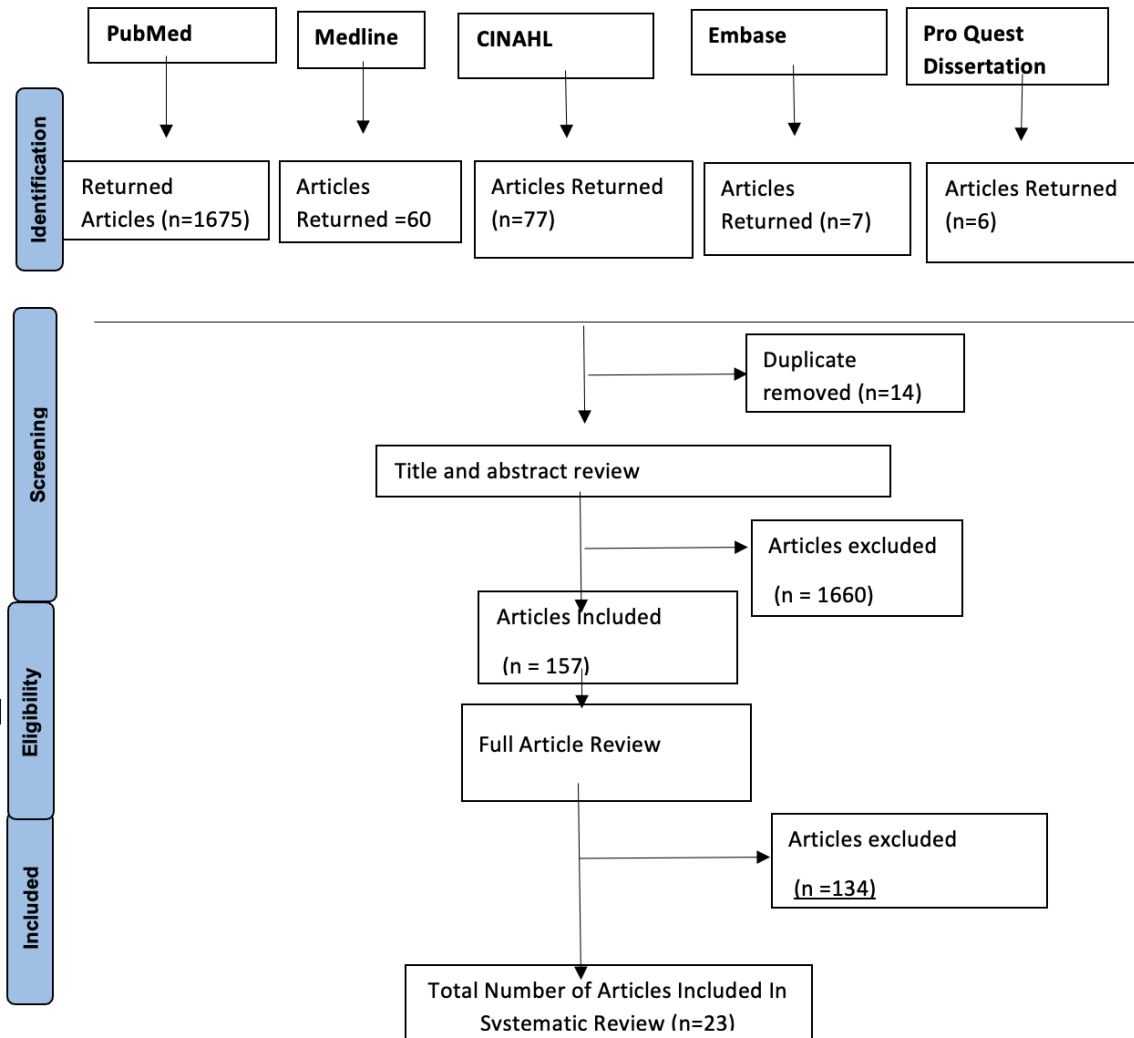 PubMed
Medline
CINAHL
Embase
Pro Quest
Dissertation
Identification
Returned
Articles (n=1675)
Articles
Returned =60
Articles Returned
(n=77)
Articles
Returned (n=7)
Articles Returned
(n=6)
Screening
Duplicate
removed (n=14)
Title and abstract review
Articles excluded
(n = 1660)
Eligibility
Articles Included
(n = 157)
Full Article Review
Included
Articles excluded
(n =134)
Total Number of Articles Included In
Systematic Review (n=23)